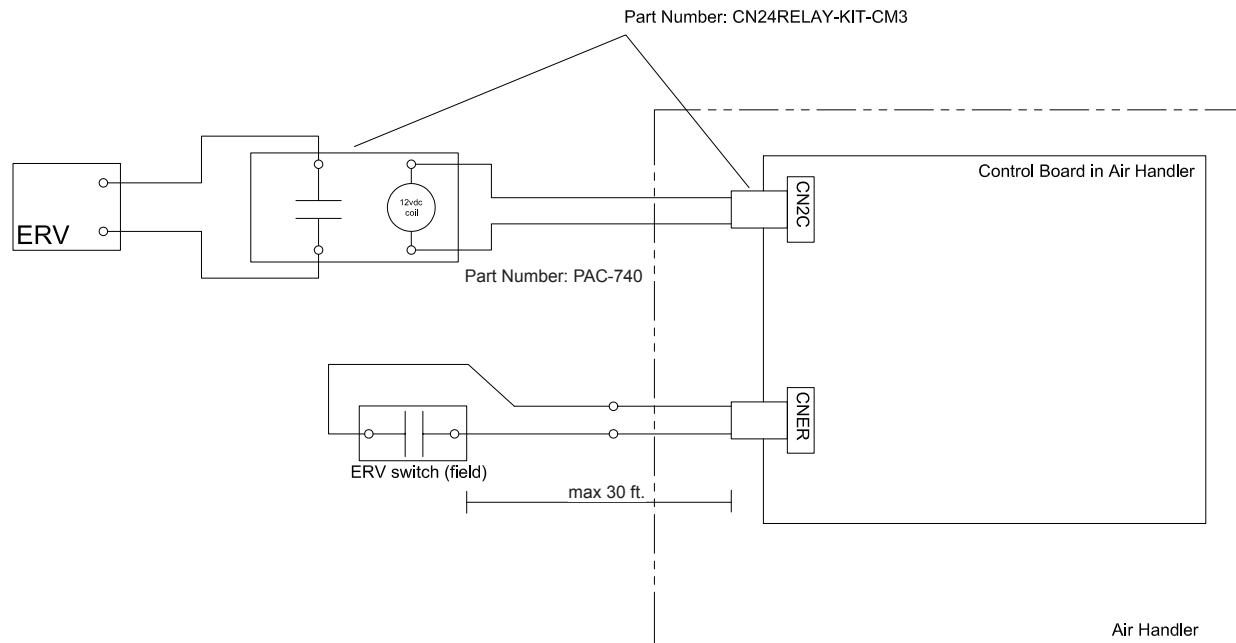 Part Number: CN24RELAY-KIT-CM3
Control Board in Air Handler
CN2C
12vdc
coil
ERV
Part Number: PAC-740
CNER
ERV switch (field)
max 30 ft.
Air Handler